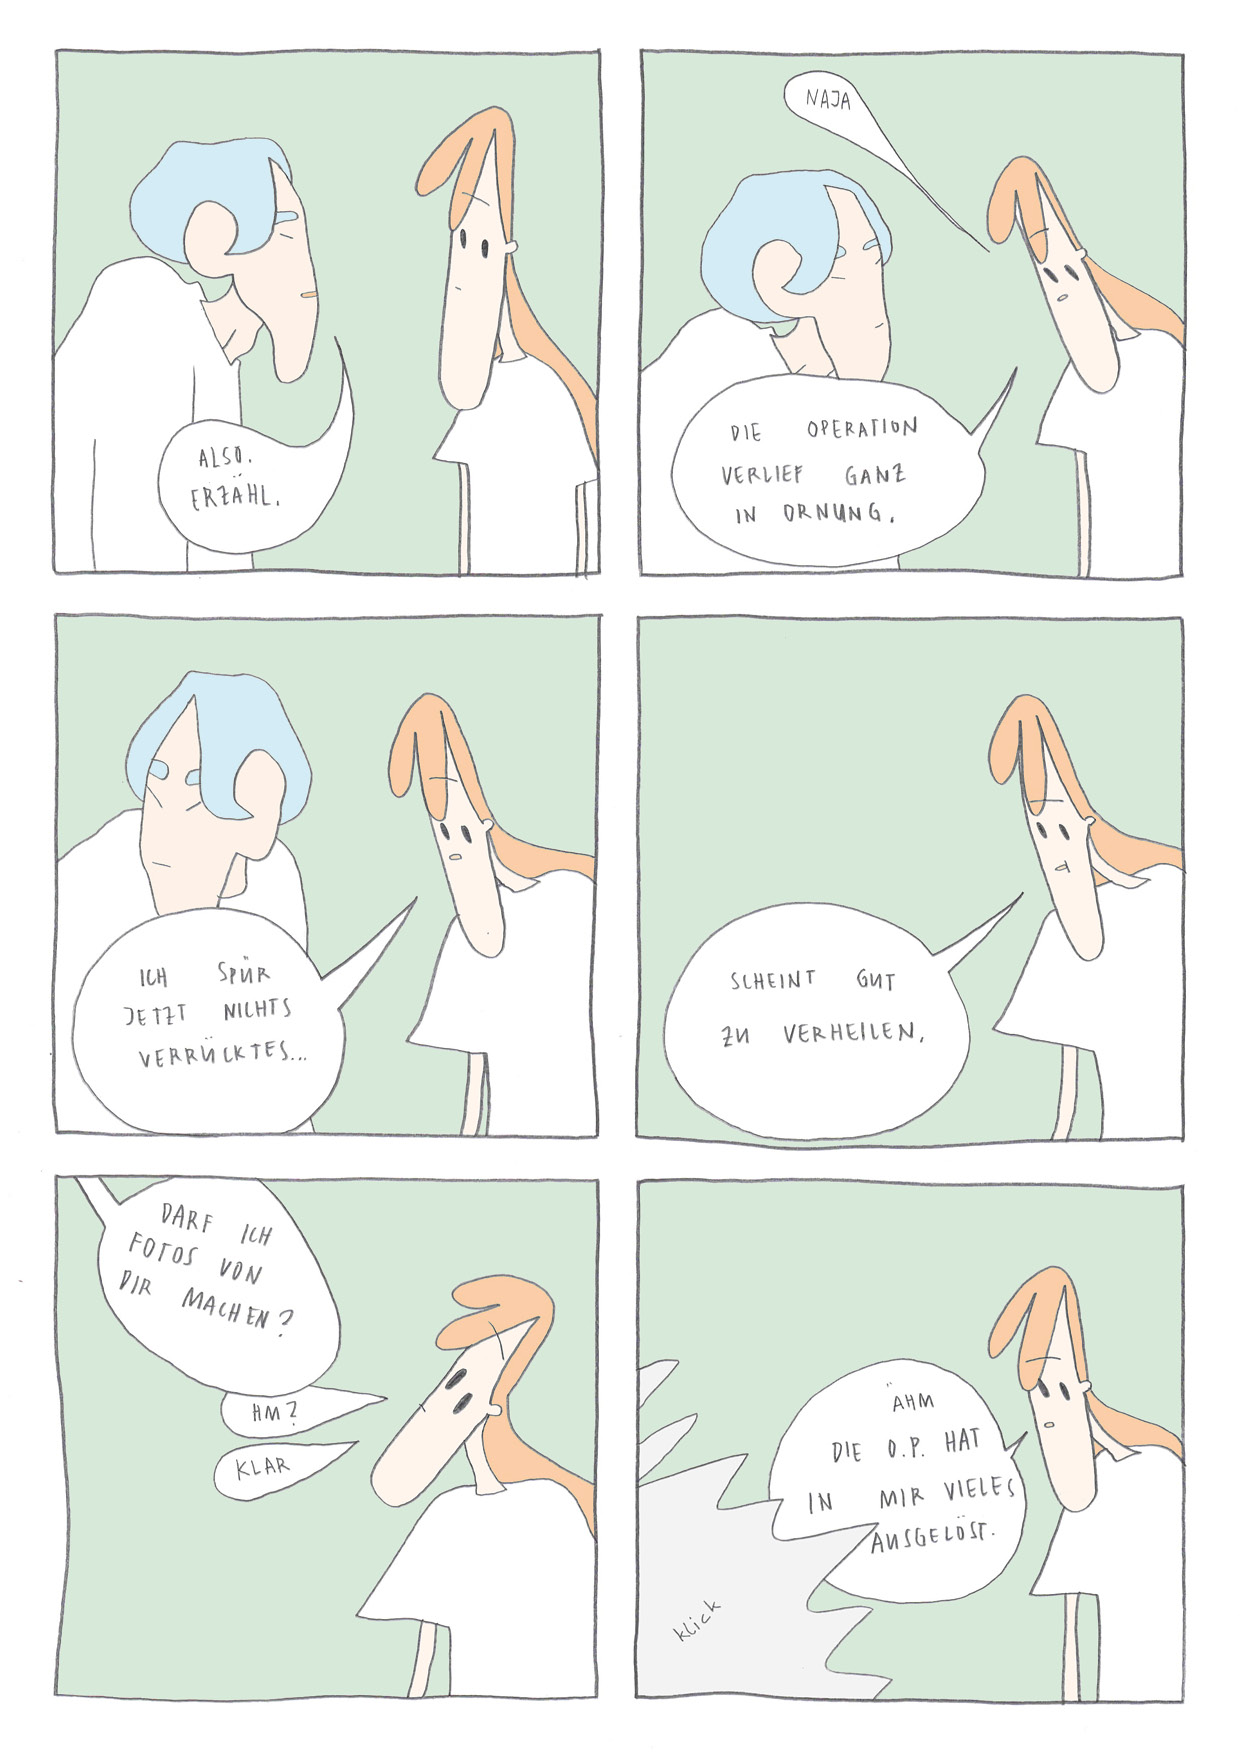 ALSO.
ERZÄHL.
NAJA
DIE OPERATION
VERLIEF GANZ
IN ORNUNG.
ICH SPÜR
JETZT NICHTS
VERRÜCKTES...
SCHEINT GUT
ZU VERHEILEN.
DARF ICH
FOTOS VON
DIR MACHEN?
HM?
KLAR
ÄHM
DIE O.P. HAT
IN MIR VIELES
AUSGELÖST.
klick